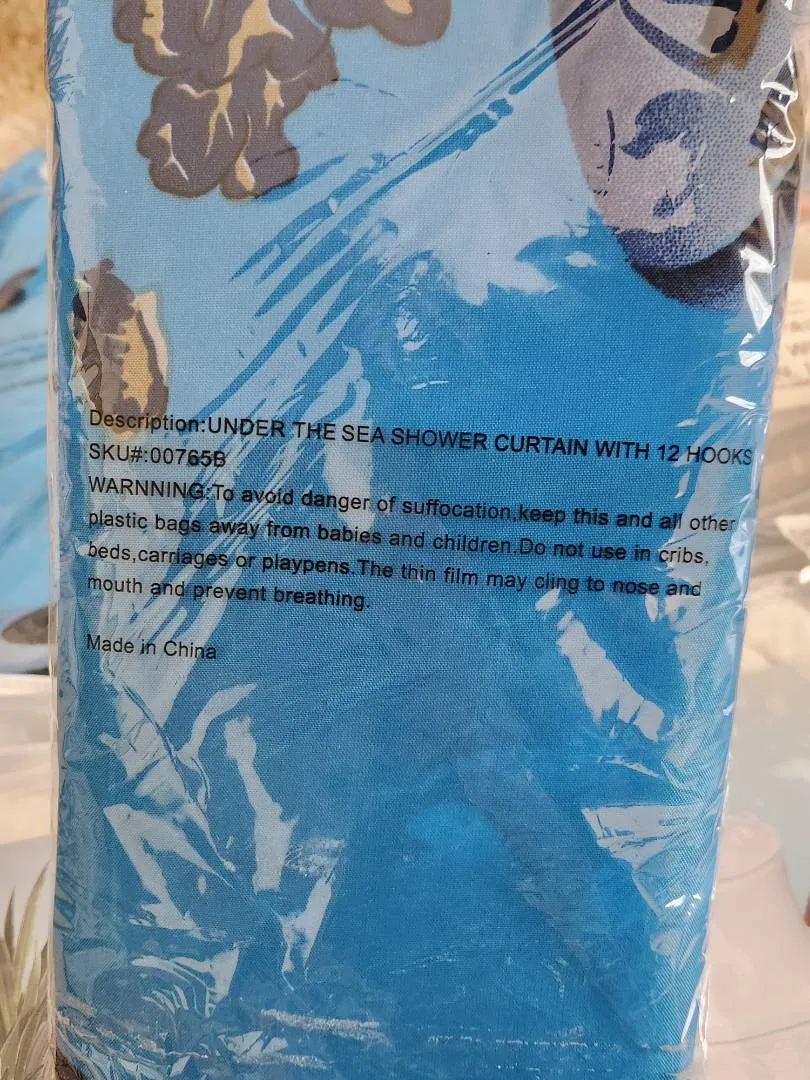 Description:UNDER THE SEA SHOWER CURTAIN WITH 12 HOOKS
SKU#:00765B
WARNNING:To avoid danger of suffocation,keep this and all other
plastic bags away from babies and children.Do not use in cribs,
beds,carriages or playpens.The thin film may cling to nose and
mouth and prevent breathing.
Made in China